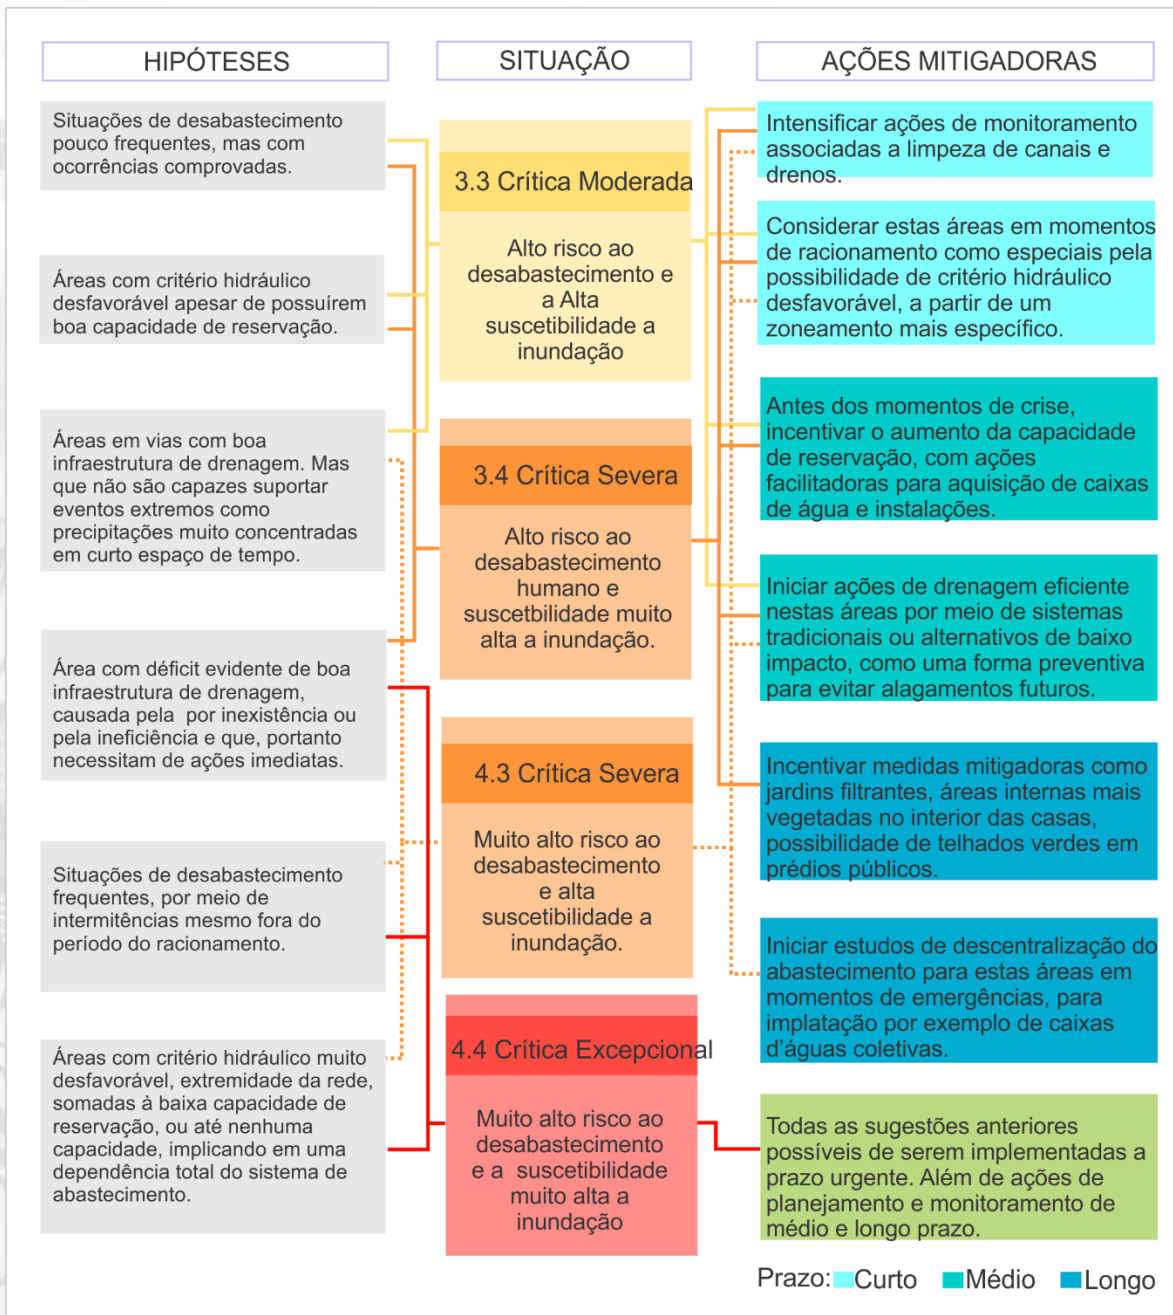 HIPÓTESES
Situações de desabastecimento
pouco frequentes, mas com
ocorrências comprovadas.
Áreas com critério hidráulico
desfavorável apesar de possuírem
boa capacidade de reservação.
Áreas em vias com boa
infraestrutura de drenagem. Mas
que não são capazes suportar
eventos extremos como
precipitações muito concentradas
em curto espaço de tempo.
Área com déficit evidente de boa
infraestrutura de drenagem,
causada pela por inexistência ou
pela ineficiência e que, portanto
necessitam de ações imediatas.
Situações de desabastecimento
frequentes, por meio de
intermitências mesmo fora do
período do racionamento.
Áreas com critério hidráulico muito
desfavorável, extremidade da rede,
somadas à baixa capacidade de
reservação, ou até nenhuma
capacidade, implicando em uma
dependência total do sistema de
abastecimento.
SITUAÇÃO
3.3 Crítica Moderada
Alto risco ao
desabastecimento e
a Alta
suscetibilidade a
inundação
3.4 Crítica Severa
Alto risco ao
desabastecimento
humano e
suscetbilidade muito
alta a inundação.
4.3 Crítica Severa
Muito alto risco ao
desabastecimento
e alta
suscetibilidade a
inundação.
4.4 Crítica Excepcional
Muito alto risco ao
desabastecimento
e a suscetibilidade
muito alta a
inundação
AÇÕES MITIGADORAS
Intensificar ações de monitoramento
associadas a limpeza de canais e
drenos.
Considerar estas áreas em momentos
de racionamento como especiais pela
possibilidade de critério hidráulico
desfavorável, a partir de um
zoneamento mais específico.
Antes dos momentos de crise,
incentivar o aumento da capacidade
de reservação, com ações
facilitadoras para aquisição de caixas
de água e instalações.
Iniciar ações de drenagem eficiente
nestas áreas por meio de sistemas
tradicionais ou alternativos de baixo
impacto, como uma forma preventiva
para evitar alagamentos futuros.
Incentivar medidas mitigadoras como
jardins filtrantes, áreas internas mais
vegetadas no interior das casas,
possibilidade de telhados verdes em
prédios públicos.
Iniciar estudos de descentralização do
abastecimento para estas áreas em
momentos de emergências, para
implatação por exemplo de caixas
d'águas coletivas.
Todas as sugestões anteriores
possíveis de serem implementadas a
prazo urgente. Além de ações de
planejamento e monitoramento de
médio e longo prazo.
Prazo: Curto Médio Longo